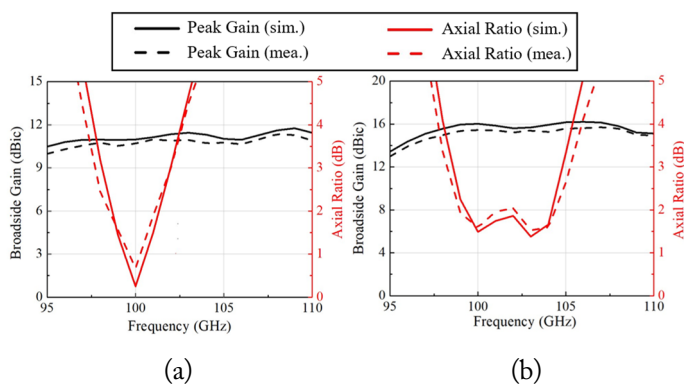 Peak Gain (sim.) Axial Ratio (sim.)
Peak Gain (mea.) Axial Ratio (mea.)
15
12
9
6
3
0
Broadside Gain (dBic)
5
4
3
2
1
0
Axial Ratio (dB)
95 100 105 110
Frequency (GHz)
(a)
20
16
12
8
4
0
Broadside Gain (dBic)
5
4
3
2
1
0
Axial Ratio (dB)
95 100 105 110
Frequency (GHz)
(b)